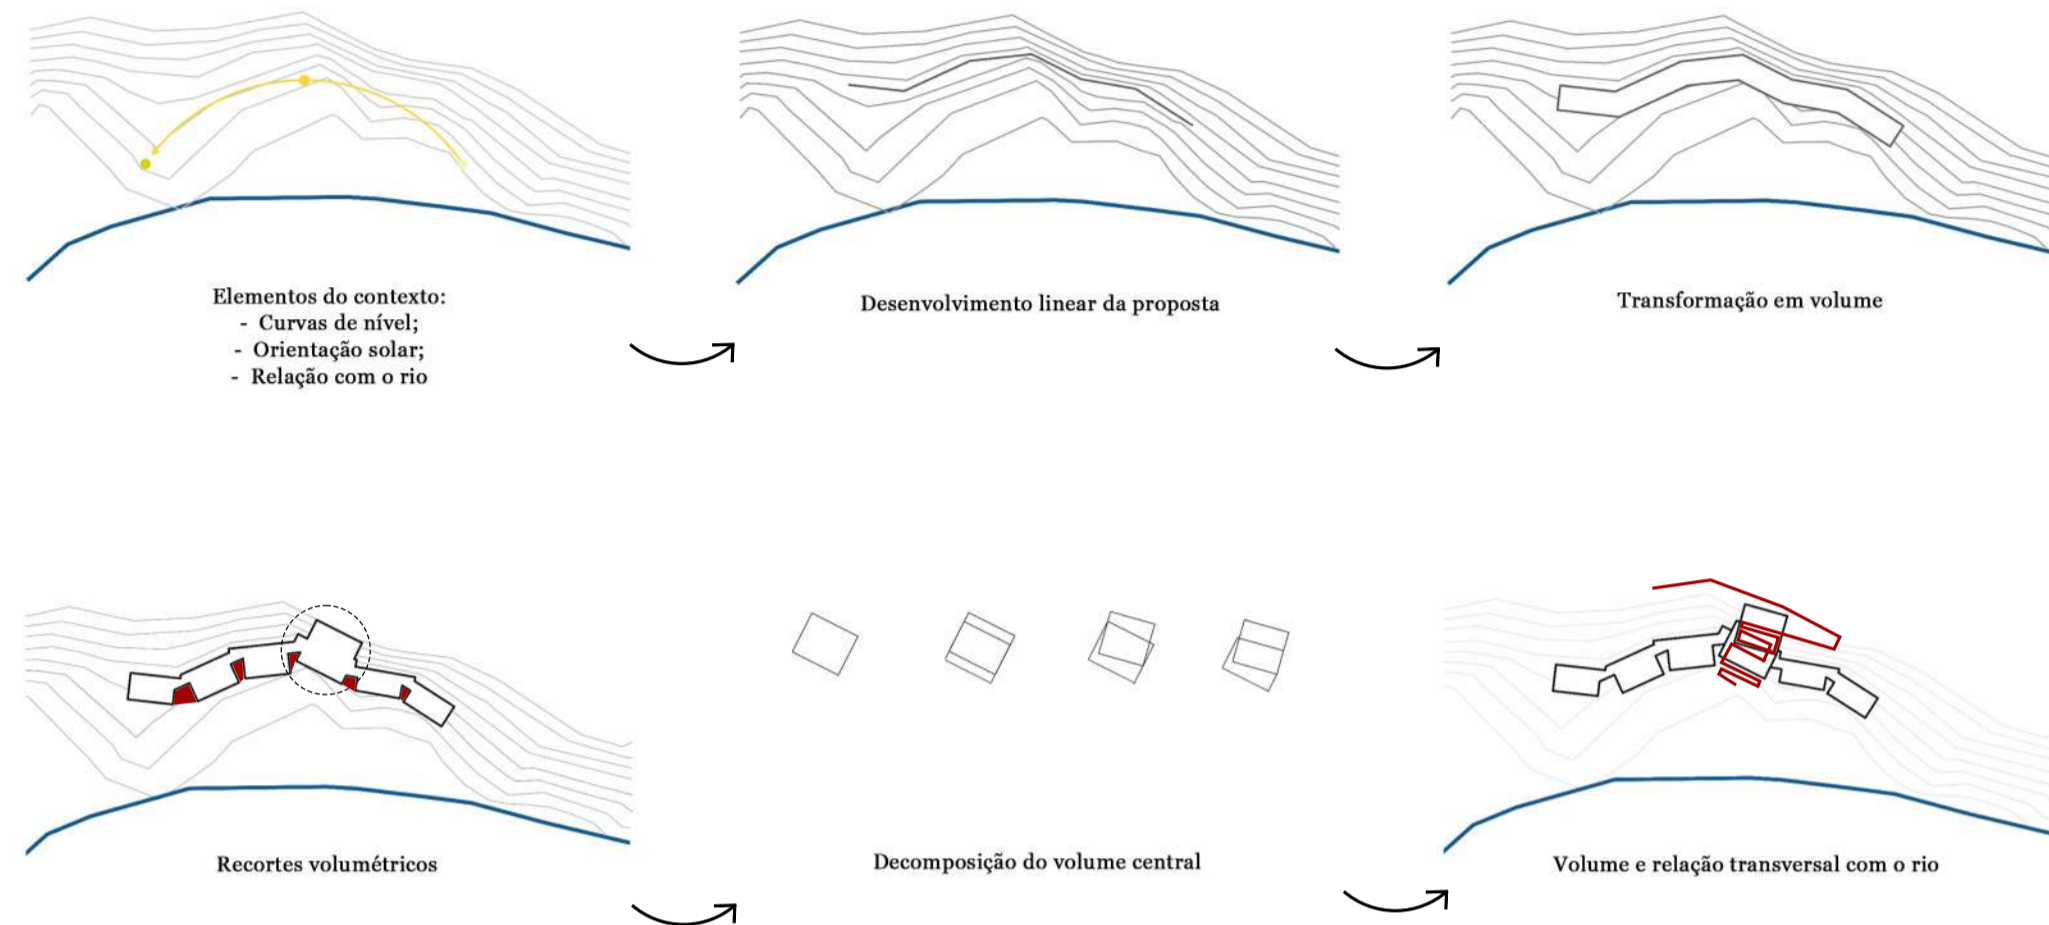 Elementos do contexto:
- Curvas de nível;
- Orientação solar;
- Relação com o rio
Desenvolvimento linear da proposta
Transformação em volume
Recortes volumétricos
Decomposição do volume central
Volume e relação transversal com o rio